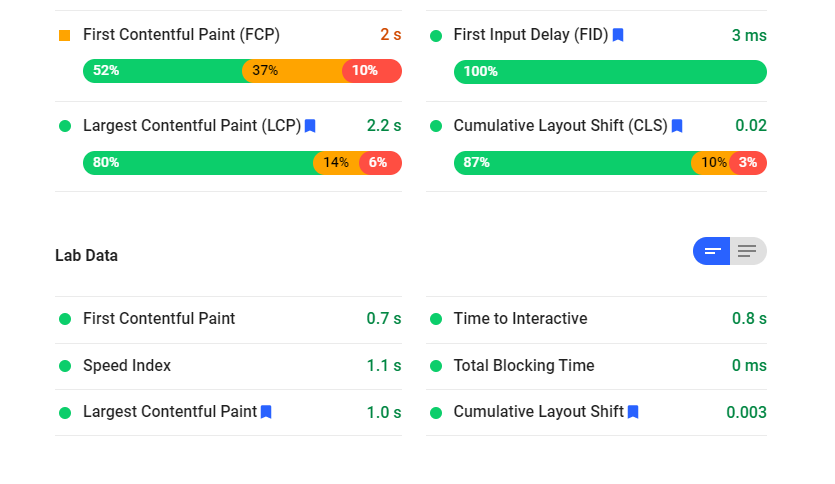 First Contentful Paint (FCP) 2 s
52% 37% 10%
First Input Delay (FID) 3 ms
100%
Largest Contentful Paint (LCP) 2.2 s
80% 14% 6%
Cumulative Layout Shift (CLS) 0.02
87% 10% 3%
Lab Data
First Contentful Paint 0.7 s
Time to Interactive 0.8 s
Speed Index 1.1 s
Total Blocking Time 0 ms
Largest Contentful Paint 1.0 s
Cumulative Layout Shift 0.003